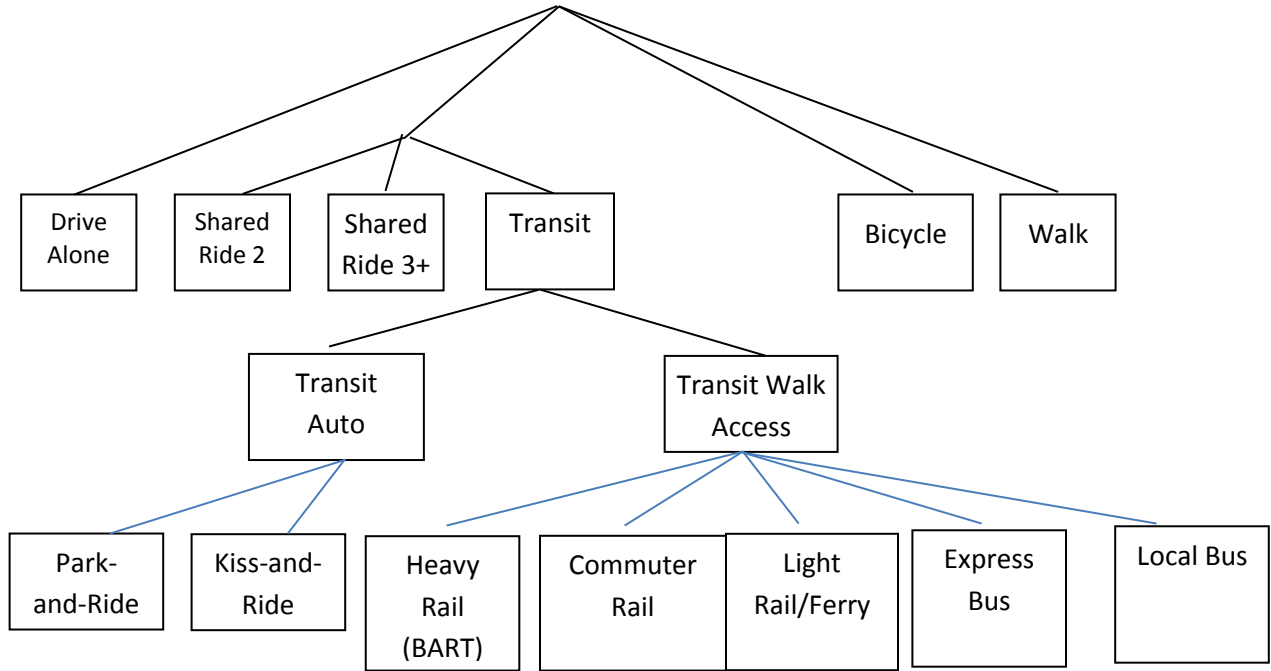 Drive
Alone
Shared
Ride 2
Shared
Ride 3+
Transit
Bicycle
Walk
Transit
Auto
Transit Walk
Access
Park-
and-Ride
Kiss-and-
Ride
Heavy
Rail
(BART)
Commuter
Rail
Light
Rail/Ferry
Express
Bus
Local Bus